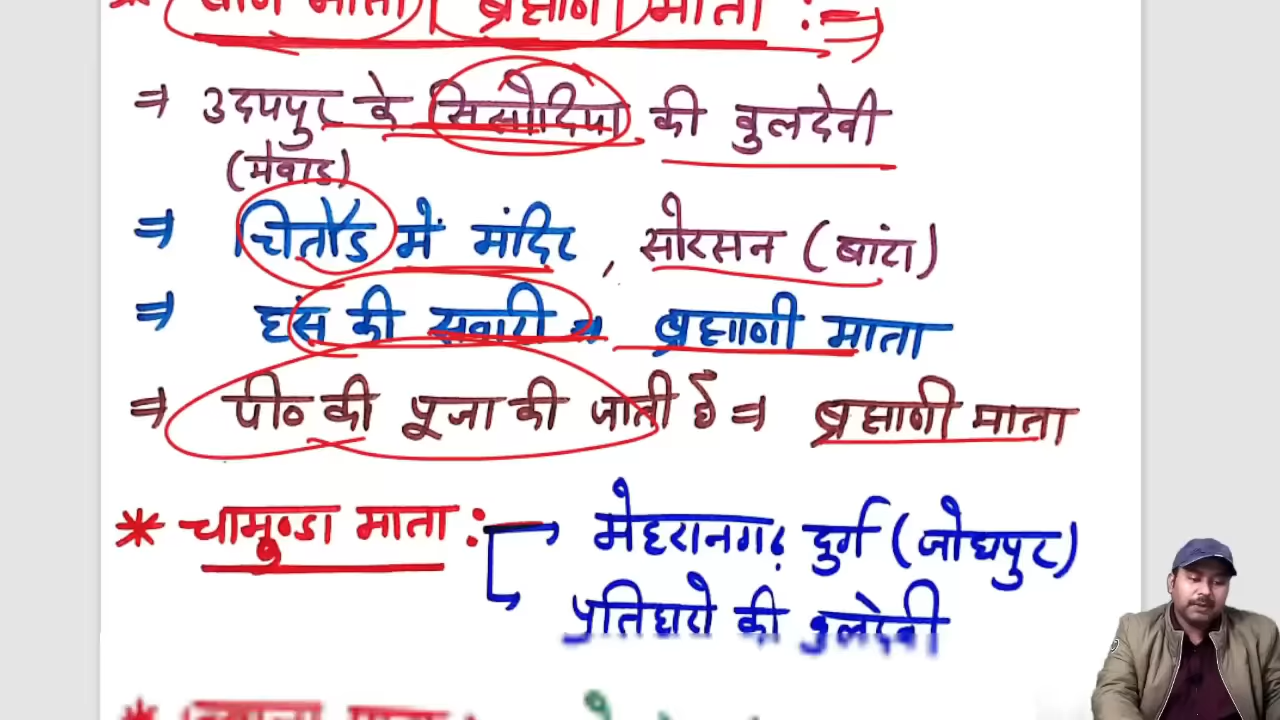 * बाण माता / ब्रह्माणी माता :⇒
⇒ उदयपुर के सिसोदिया की कुलदेवी
(मेवाड)
⇒ चितौड में मंदिर, सोरसन (बांरा)
⇒ हंस की सवारी ⇒ ब्रह्माणी माता
⇒ पीठ की पूजा की जाती है ⇒ ब्रह्माणी माता
* चामुण्डा माता : मेहरानगढ़ दुर्ग (जोधपुर)
प्रतिहारो की कुलदेवी